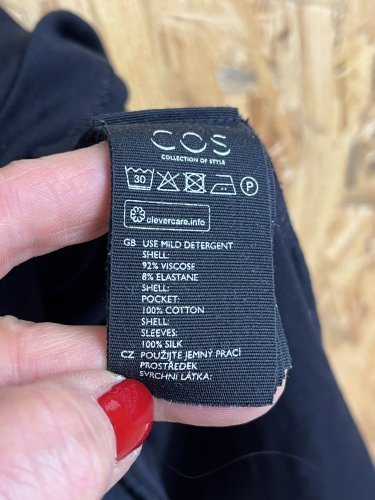 COS
COLLECTION OF STYLE
30 P
clevercare.info
GB USE MILD DETERGENT
SHELL:
92% VISCOSE
8% ELASTANE
SHELL:
POCKET:
100% COTTON
SHELL:
SLEEVES:
100% SILK
CZ POUŽIJTE JEMNÝ PRACÍ
PROSTŘEDEK
SVRCHNÍ LÁTKA: